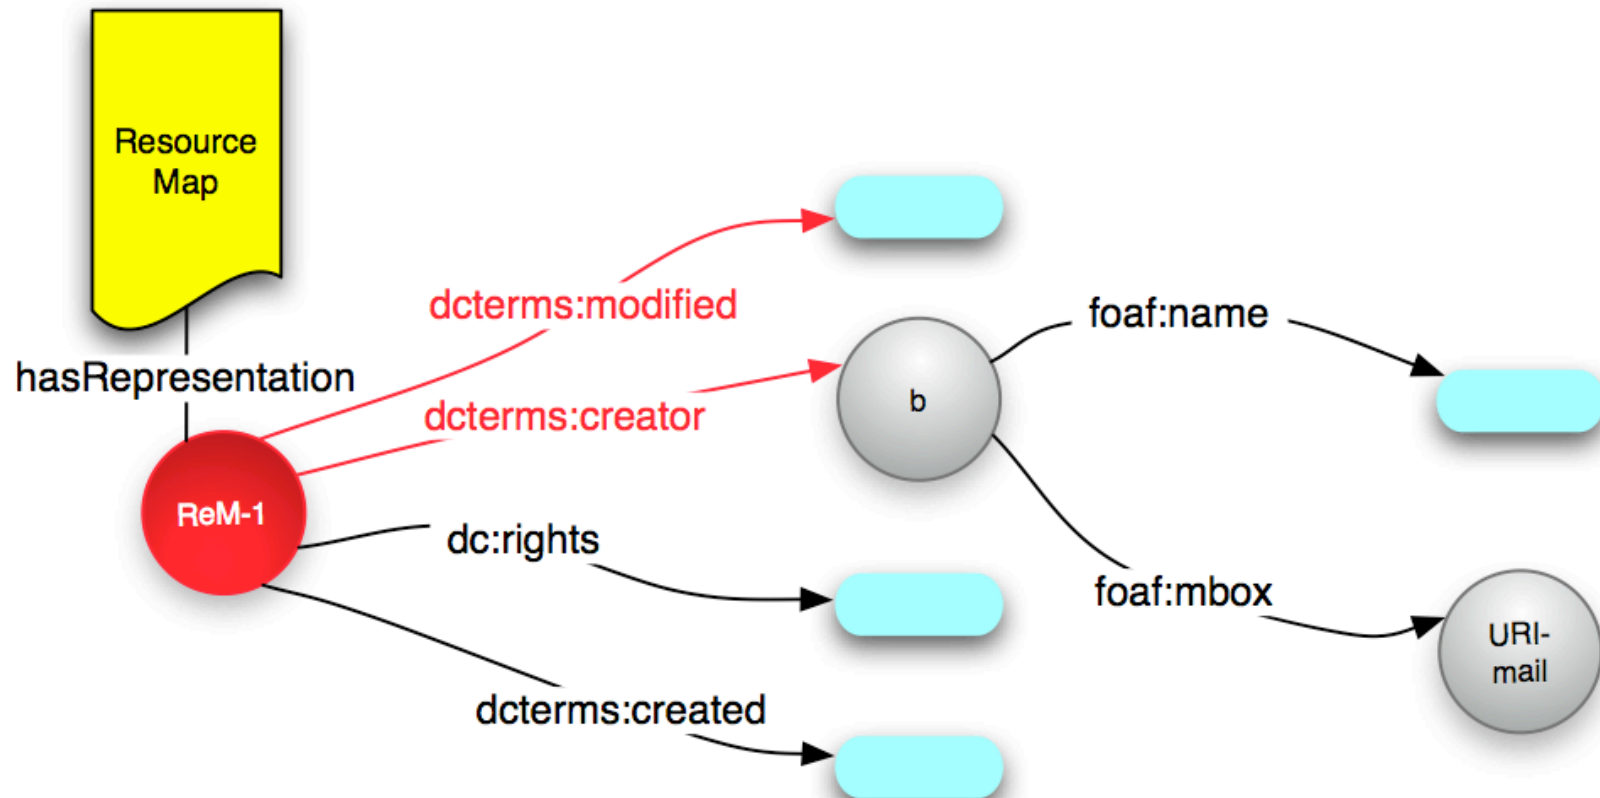 Resource
Map
hasRepresentation
ReM-1
dcterms:modified
dcterms:creator
dc:rights
dcterms:created
b
foaf:name
foaf:mbox
URI-
mail